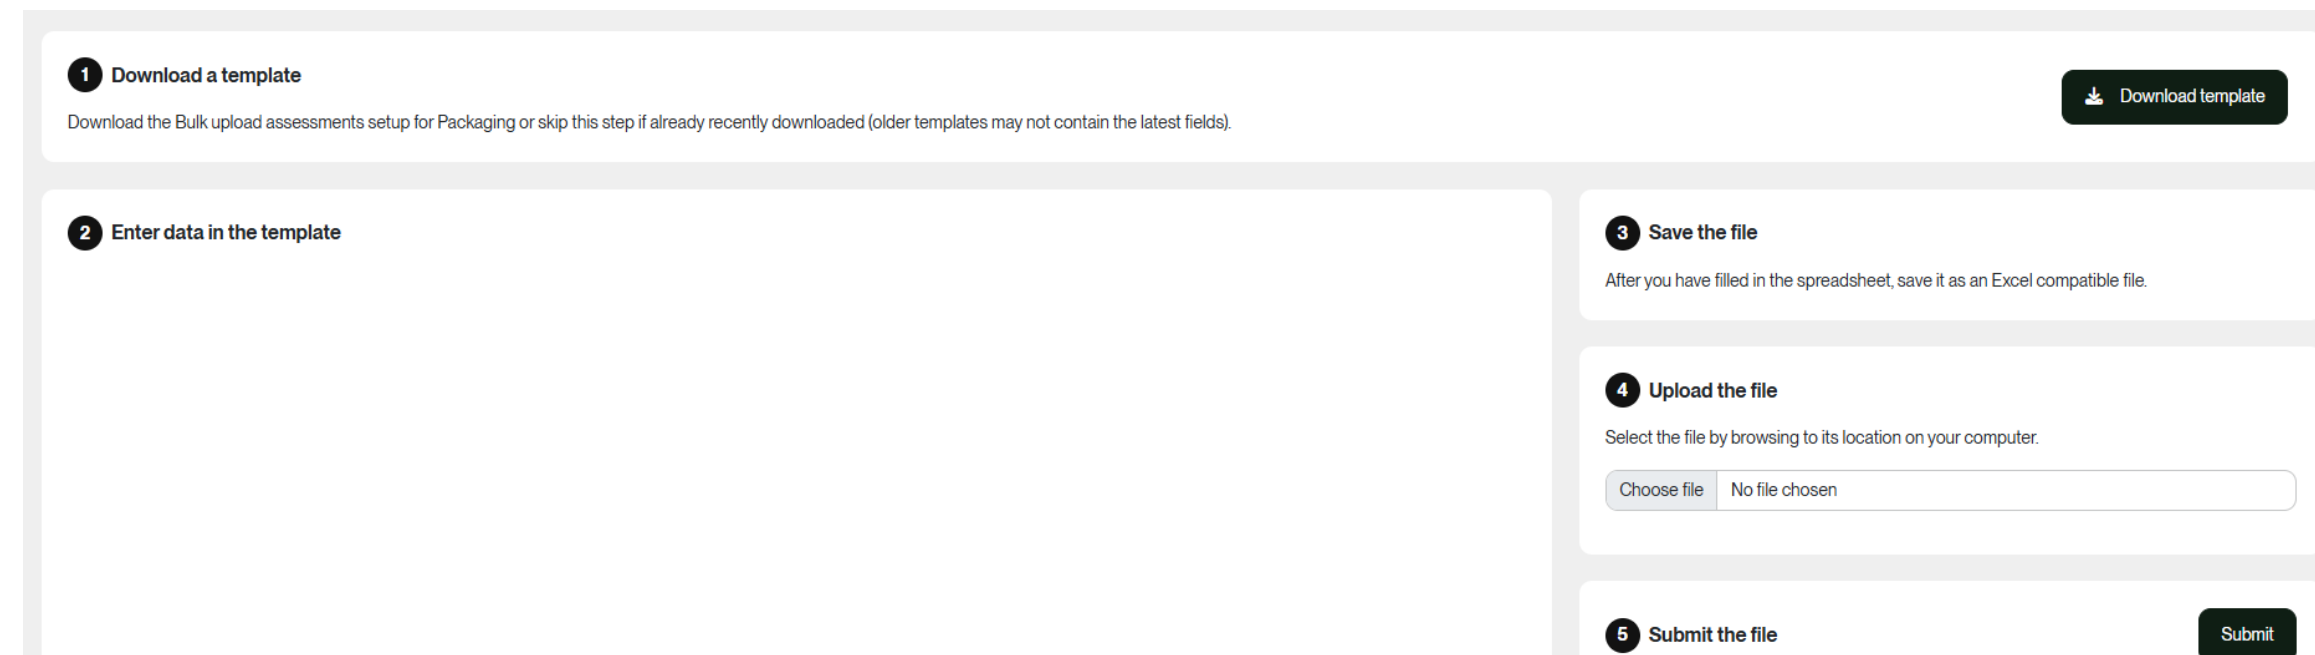 1 Download a template
Download template
Download the Bulk upload assessments setup for Packaging or skip this step if already recently downloaded (older templates may not contain the latest fields).
2 Enter data in the template
3 Save the file
After you have filled in the spreadsheet, save it as an Excel compatible file.
4 Upload the file
Select the file by browsing to its location on your computer.
Choose file No file chosen
5 Submit the file
Submit